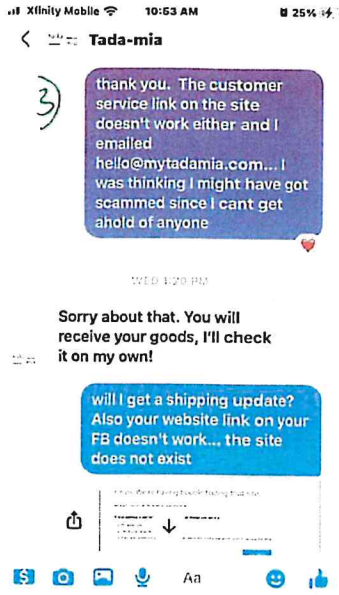 Xfinity Mobile 10:53 AM 25%
Tada-mia
3)
thank you. The customer
service link on the site
doesn't work either and I
emailed
hello@mytadamia.com... I
was thinking I might have got
scammed since I cant get
ahold of anyone
WED 1:20 PM
Sorry about that. You will
receive your goods, I'll check
it on my own!
will I get a shipping update?
Also your website link on your
FB doesn't work... the site
does not exist
Aa